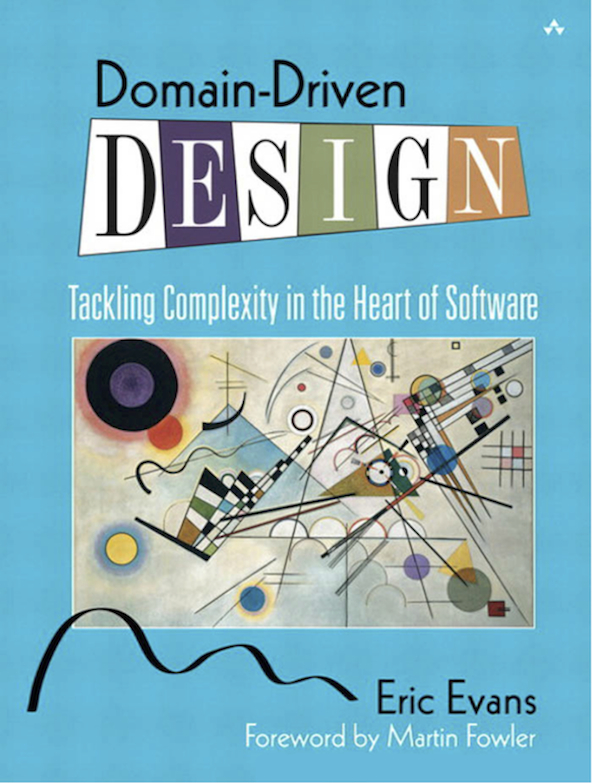 Domain-Driven
DESIGN
Tackling Complexity in the Heart of Software
Eric Evans
Foreword by Martin Fowler